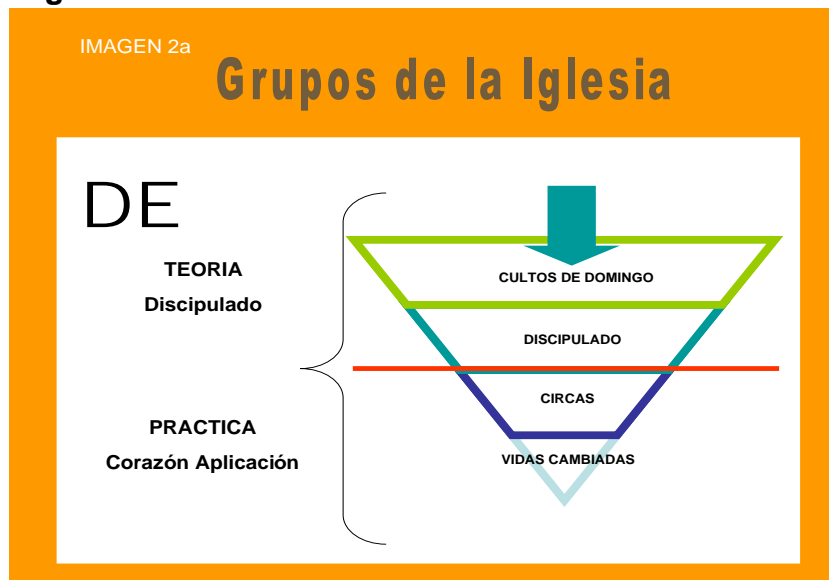 IMAGEN 2a
Grupos de la Iglesia
DE
TEORIA
Discipulado
PRACTICA
Corazón Aplicación
CULTOS DE DOMINGO
DISCIPULADO
CIRCAS
VIDAS CAMBIADAS